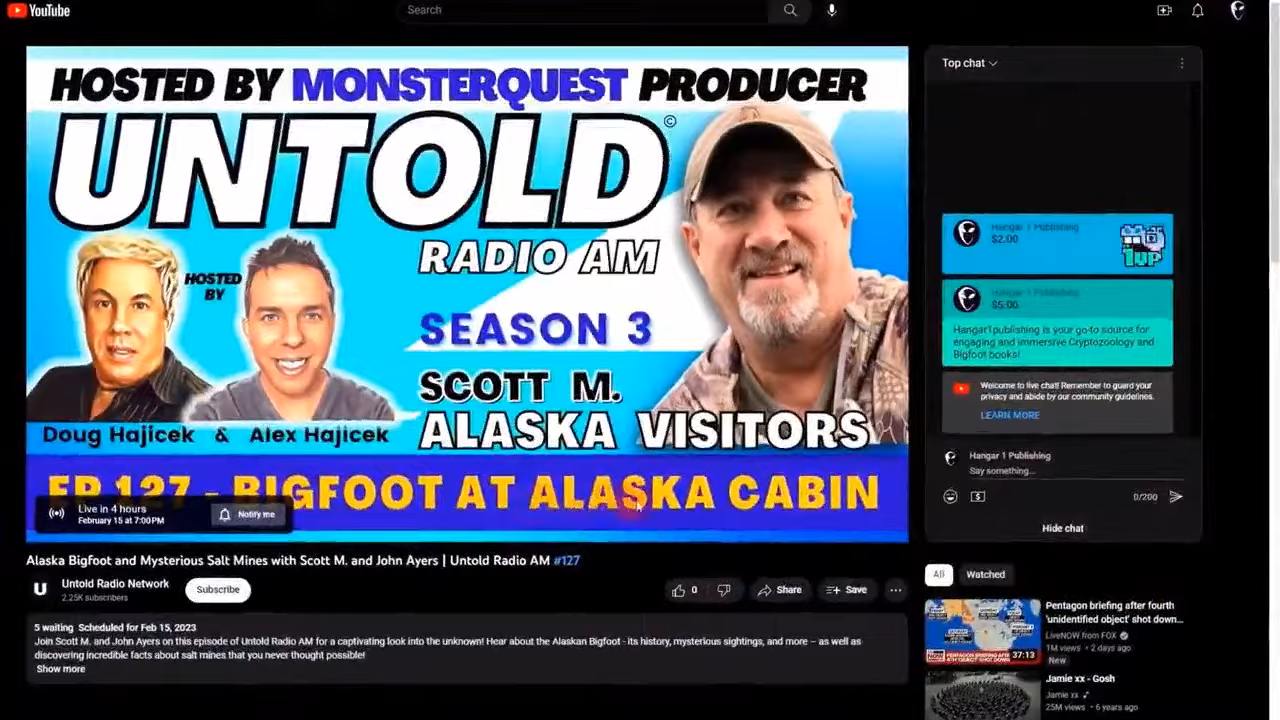 YouTube
Search
HOSTED BY MONSTERQUEST PRODUCER
UNTOLD ©
RADIO AM
HOSTED
BY
SEASON 3
SCOTT M.
ALASKA VISITORS
Doug Hajicek & Alex Hajicek
EP 127 - BIGFOOT AT ALASKA CABIN
Live in 4 hours
February 15 at 7:00 PM
Notify me
Alaska Bigfoot and Mysterious Salt Mines with Scott M. and John Ayers | Untold Radio AM #127
U
Untold Radio Network
2.25K subscribers
Subscribe
0
Share
Save
5 waiting Scheduled for Feb 15, 2023
Join Scott M. and John Ayers on this episode of Untold Radio AM for a captivating look into the unknown! Hear about the Alaskan Bigfoot - its history, mysterious sightings, and more – as well as
discovering incredible facts about salt mines that you never thought possible!
Show more
Top chat
Hangar 1 Publishing
$2.00
1UP
Hangar 1 Publishing
$5.00
Hangar1publishing is your go-to source for
engaging and immersive Cryptozoology and
Bigfoot books!
Welcome to live chat! Remember to guard your
privacy and abide by our community guidelines.
LEARN MORE
Hangar 1 Publishing
Say something...
0/200
Hide chat
All
Watched
37:13
Pentagon briefing after fourth
'unidentified object' shot down...
LiveNOW from FOX
1M views • 2 days ago
New
Jamie xx - Gosh
Jamie xx
25M views • 6 years ago